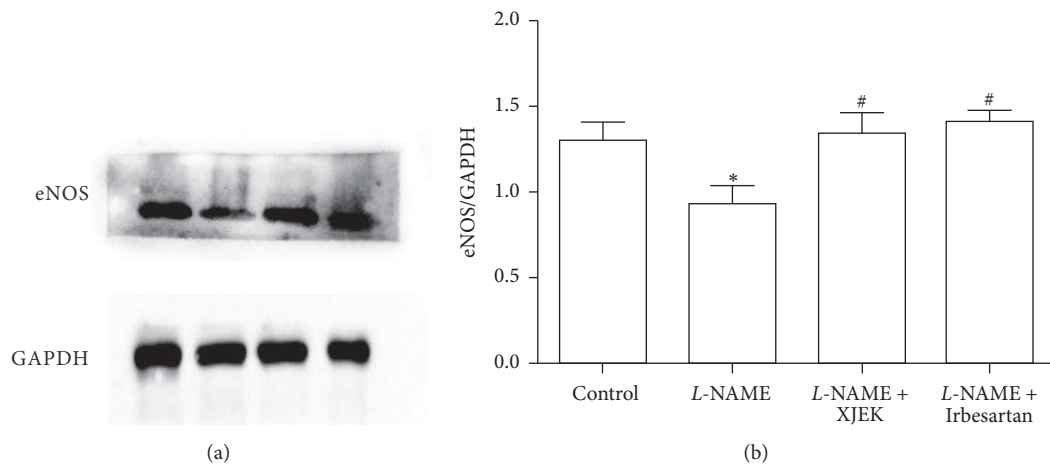 eNOS
GAPDH
(a)
eNOS/GAPDH
2.0
1.5
1.0
0.5
0.0
*
#
#
Control
L-NAME
L-NAME +
XJEK
L-NAME +
Irbesartan
(b)